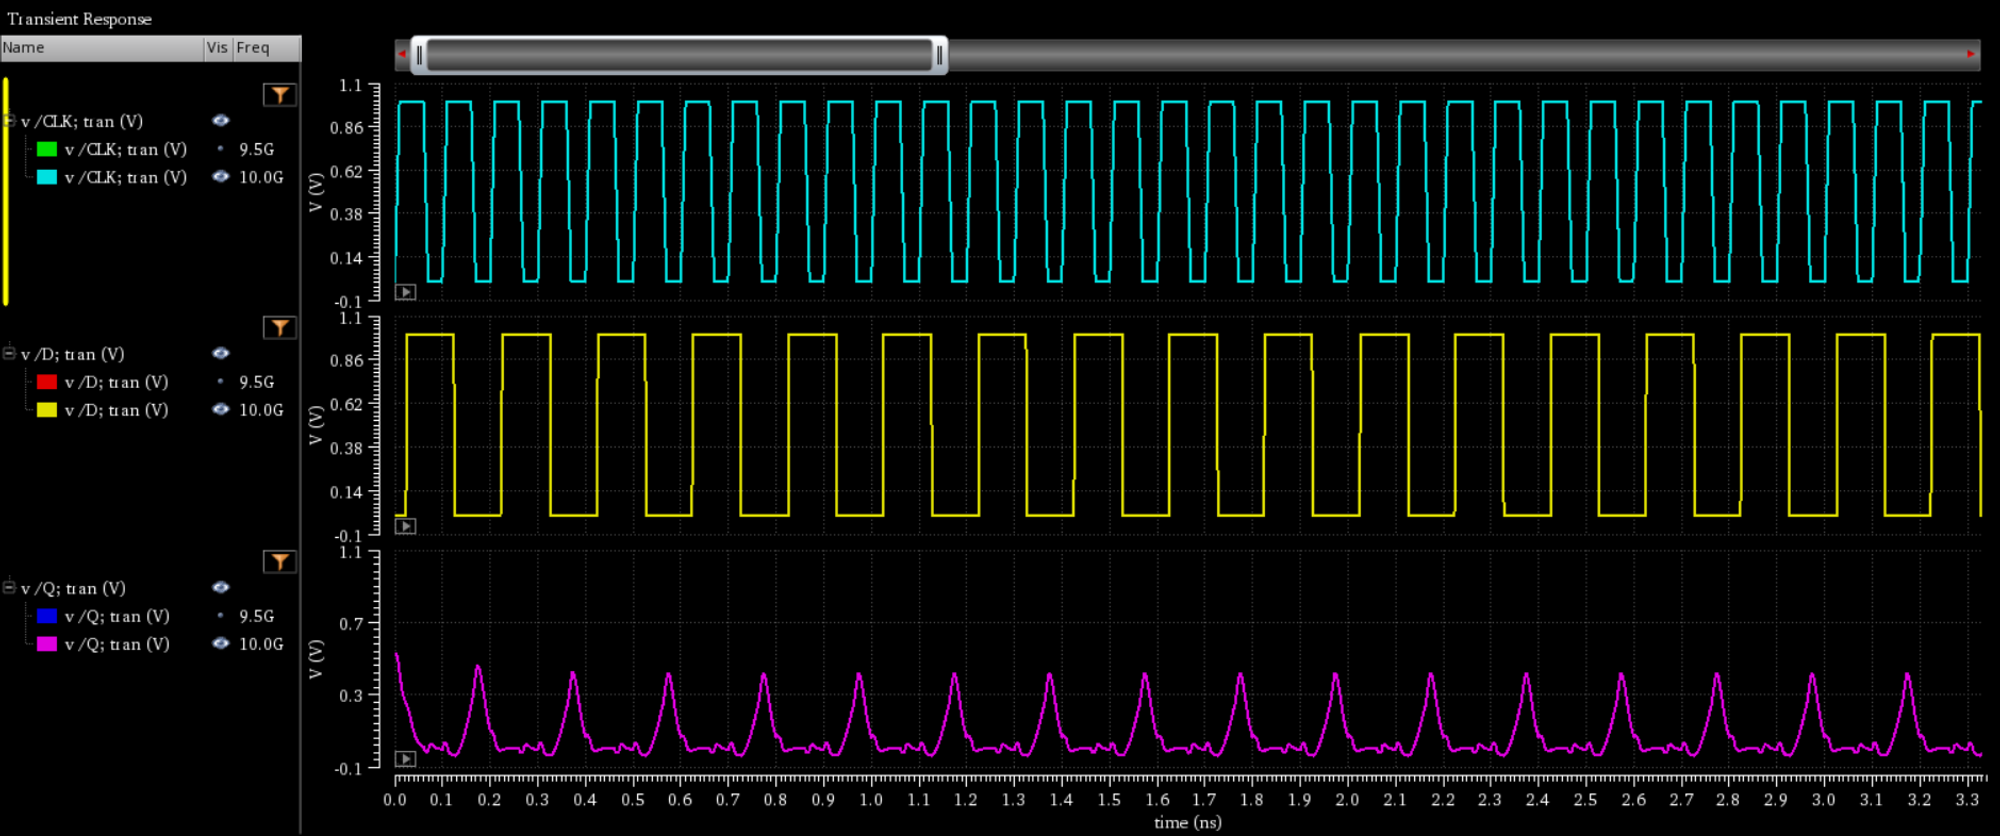 Transient Response
Name Vis Freq
v /CLK; tran (V)
v /CLK; tran (V) 9.5G
v /CLK; tran (V) 10.0G
v /D; tran (V)
v /D; tran (V) 9.5G
v /D; tran (V) 10.0G
v /Q; tran (V)
v /Q; tran (V) 9.5G
v /Q; tran (V) 10.0G
1.1
0.86
0.62
0.38
0.14
-0.1
V (V)
1.1
0.86
0.62
0.38
0.14
-0.1
V (V)
1.1
0.7
0.3
-0.1
V (V)
0.0 0.1 0.2 0.3 0.4 0.5 0.6 0.7 0.8 0.9 1.0 1.1 1.2 1.3 1.4 1.5 1.6 1.7 1.8 1.9 2.0 2.1 2.2 2.3 2.4 2.5 2.6 2.7 2.8 2.9 3.0 3.1 3.2 3.3
time (ns)